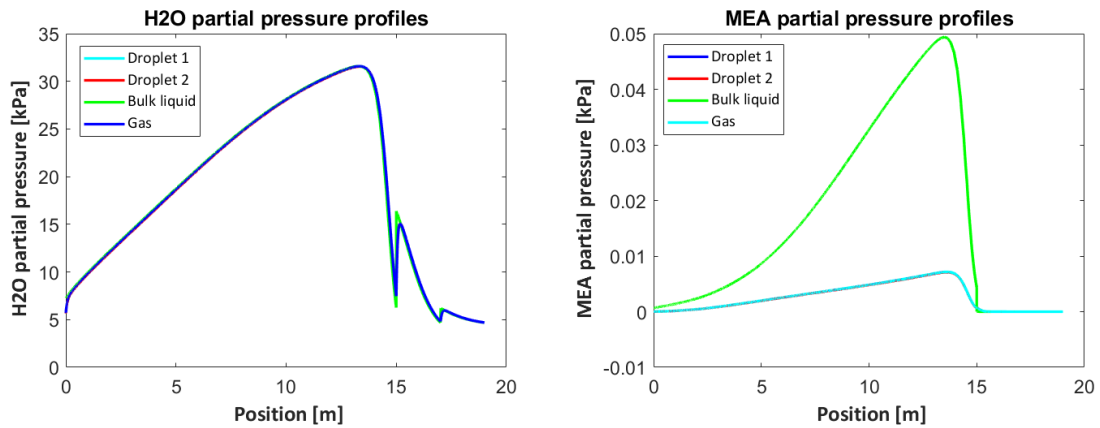 H2O partial pressure profiles
H2O partial pressure [kPa]
35
30
25
20
15
10
5
0
Droplet 1
Droplet 2
Bulk liquid
Gas
0 5 10 15 20
Position [m]
MEA partial pressure profiles
MEA partial pressure [kPa]
0.05
0.04
0.03
0.02
0.01
0
-0.01
Droplet 1
Droplet 2
Bulk liquid
Gas
0 5 10 15 20
Position [m]